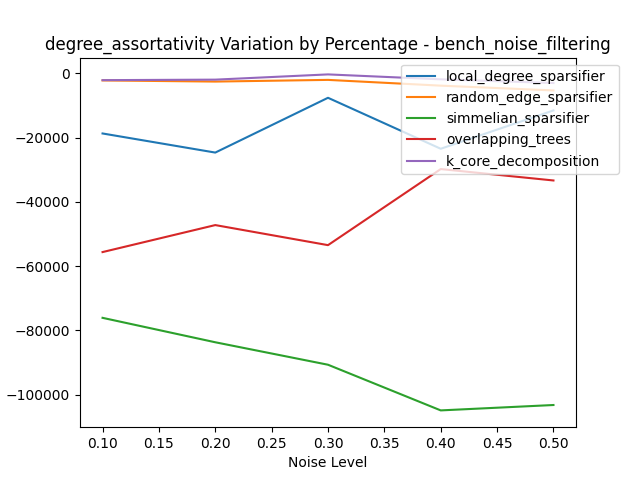 degree_assortativity Variation by Percentage - bench_noise_filtering
0
−20000
−40000
−60000
−80000
−100000
local_degree_sparsifier
random_edge_sparsifier
simmelian_sparsifier
overlapping_trees
k_core_decomposition
0.10 0.15 0.20 0.25 0.30 0.35 0.40 0.45 0.50
Noise Level